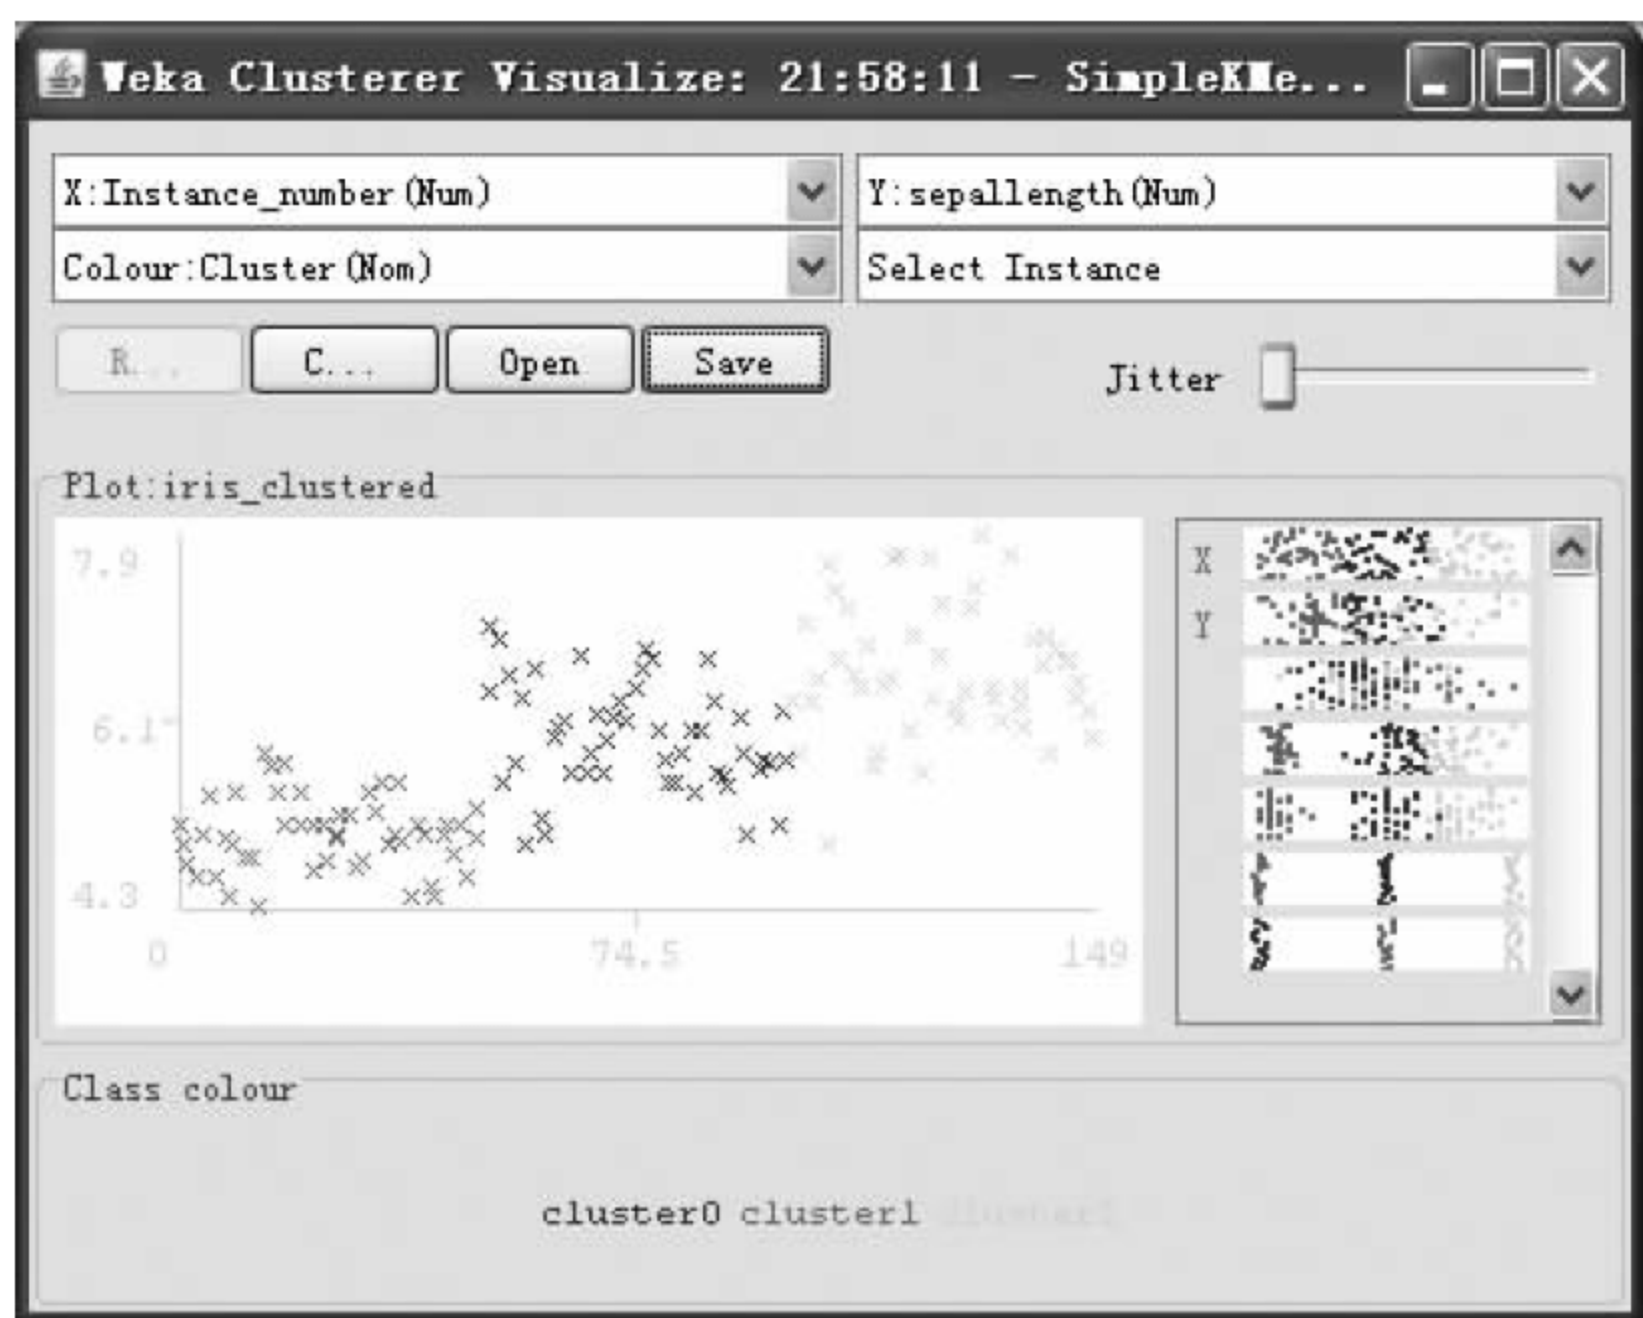 Weka Clusterer Visualize: 21:58:11 - SimpleKMe...
X:Instance_number(Num) Y:sepallength(Num)
Colour:Cluster(Nom) Select Instance
R... C... Open Save Jitter
Plot:iris_clustered
7.9
6.1
4.3
0 74.5 149
X
Y
Class colour
cluster0 cluster1